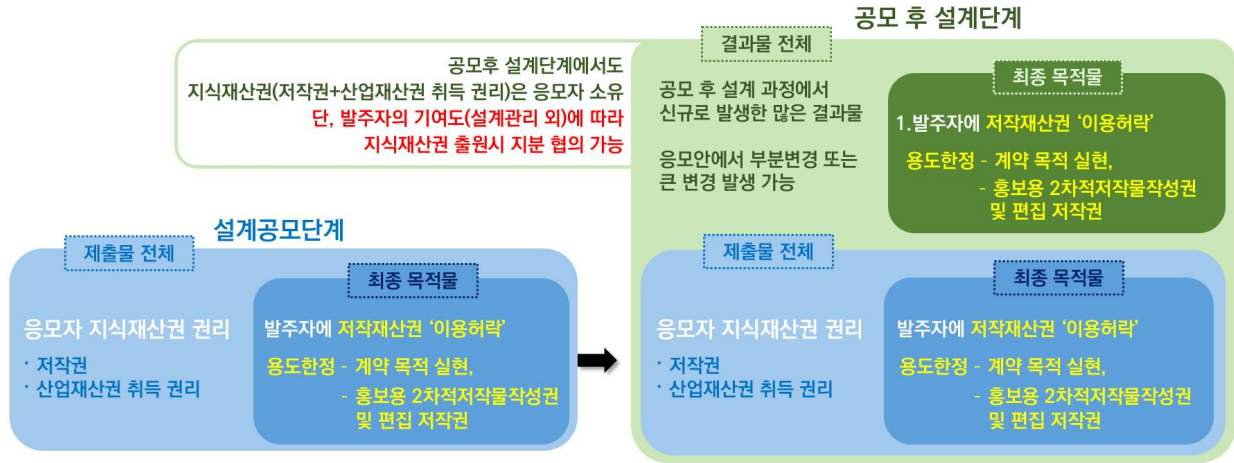 공모 후 설계단계
결과물 전체
공모후 설계단계에서도
지식재산권(저작권+산업재산권 취득 권리)은 응모자 소유
단, 발주자의 기여도(설계관리 외)에 따라
지식재산권 출원시 지분 협의 가능
공모 후 설계 과정에서
신규로 발생한 많은 결과물
응모안에서 부분변경 또는
큰 변경 발생 가능
최종 목적물
1.발주자에 저작재산권 ‘이용허락’
용도한정 - 계약 목적 실현,
- 홍보용 2차적저작물작성권
및 편집 저작권
설계공모단계
제출물 전체
응모자 지식재산권 권리
· 저작권
· 산업재산권 취득 권리
최종 목적물
발주자에 저작재산권 ‘이용허락’
용도한정 - 계약 목적 실현,
- 홍보용 2차적저작물작성권
및 편집 저작권
제출물 전체
응모자 지식재산권 권리
· 저작권
· 산업재산권 취득 권리
최종 목적물
발주자에 저작재산권 ‘이용허락’
용도한정 - 계약 목적 실현,
- 홍보용 2차적저작물작성권
및 편집 저작권